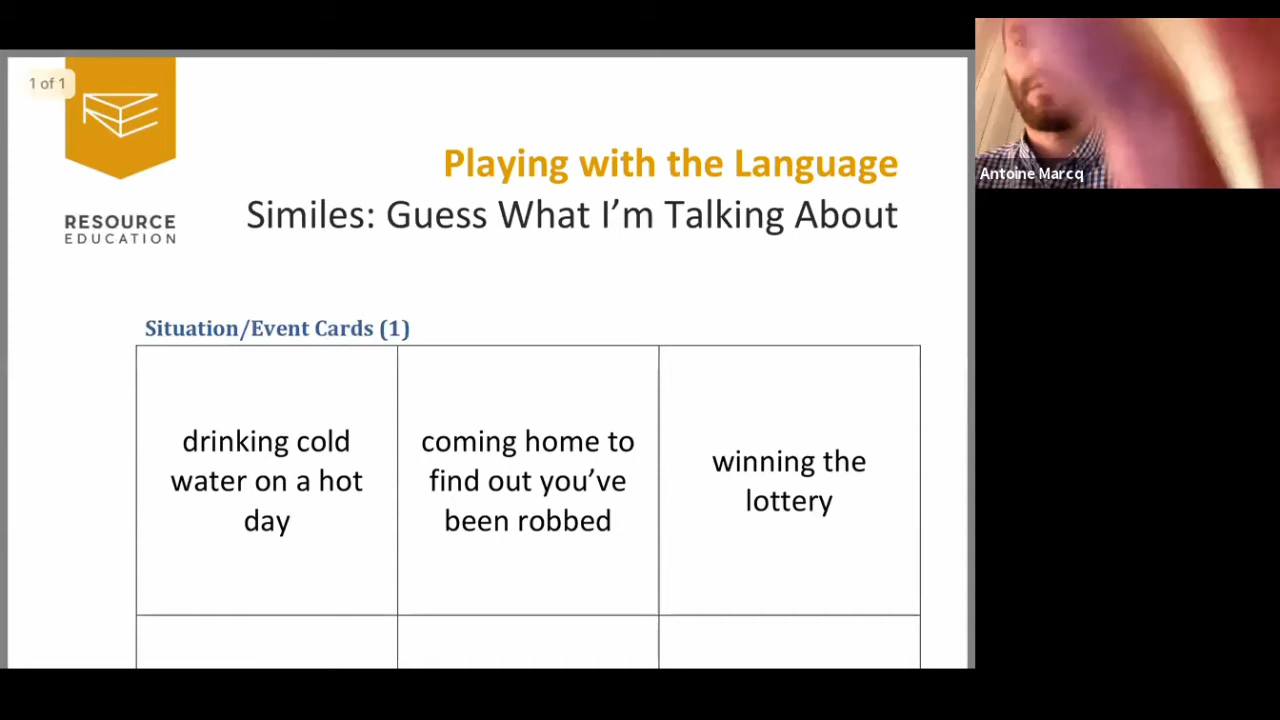 1 of 1
RESOURCE
EDUCATION
Playing with the Language
Similes: Guess What I’m Talking About
Antoine Marcq
Situation/Event Cards (1)
drinking cold
water on a hot
day
coming home to
find out you’ve
been robbed
winning the
lottery